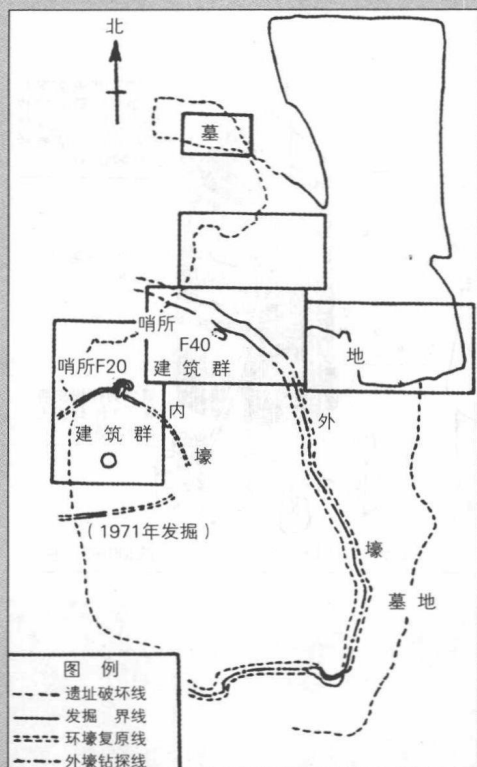 北
墓
哨所
F40
地
建筑群
哨所F20
内
外
建筑群
壕
(1971年发掘)
壕
墓地
图例
遗址破坏线
发掘 界线
环壕复原线
外壕钻探线